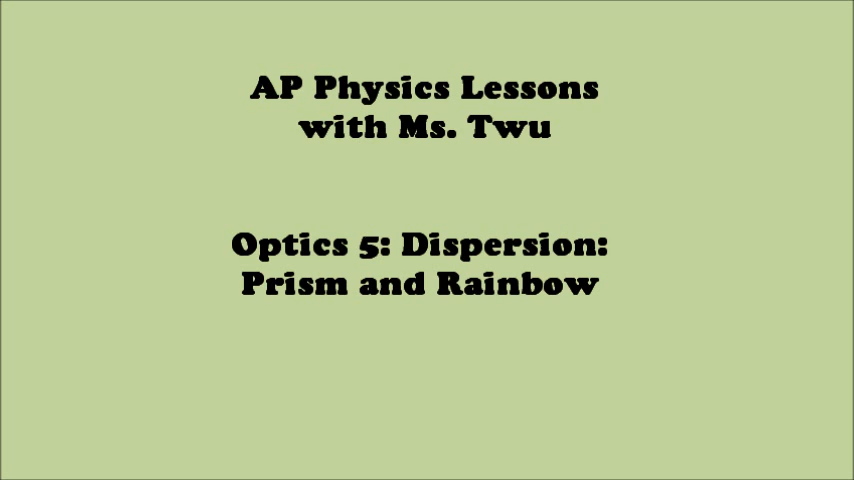 AP Physics Lessons
with Ms. Twu
Optics 5: Dispersion:
Prism and Rainbow